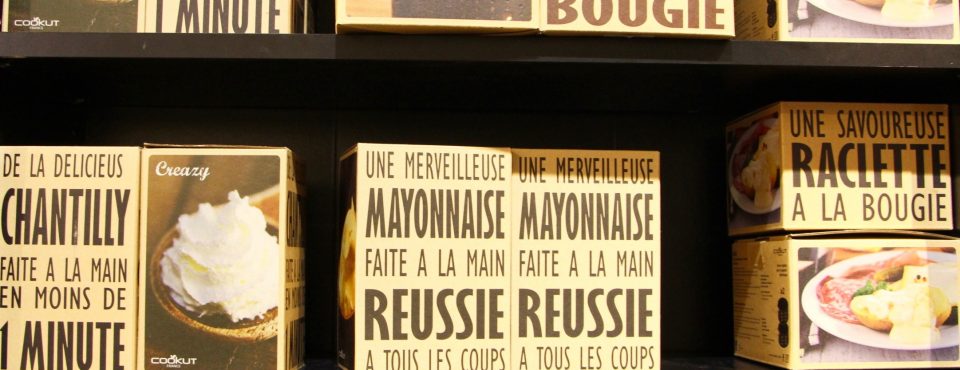 COOKUT
FRANCE
1 MINUTE
BOUGIE
DE LA DELICIEUS
CHANTILLY
FAITE A LA MAIN
EN MOINS DE
1 MINUTE
Creazy
COOKUT
FRANCE
UNE MERVEILLEUSE
MAYONNAISE
FAITE A LA MAIN
REUSSIE
A TOUS LES COUPS
UNE MERVEILLEUSE
MAYONNAISE
FAITE A LA MAIN
REUSSIE
A TOUS LES COUPS
UNE SAVOUREUSE
RACLETTE
A LA BOUGIE